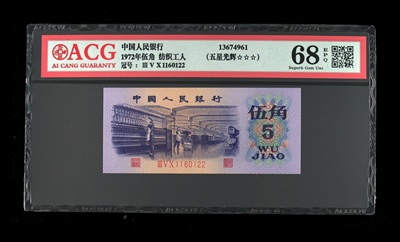 ACG
AI CANG GUARANTY
中国人民银行
1972年伍角 纺织工人
冠号：ⅢⅤⅩ1160122
13674961
(五星光辉☆☆☆)
68 EPQ
Superb Gem Unc
中国人民银行
伍角
5
WU
JIAO
ⅢⅤⅩ1160122